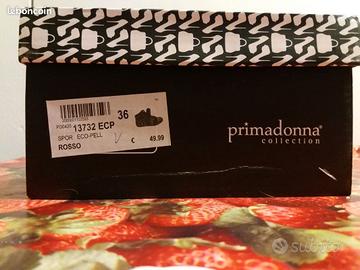 leboncoin
13732 ECP
36
SPOR ECO-PELL
€ 49.99
ROSSO
primadonna®
collection
subito